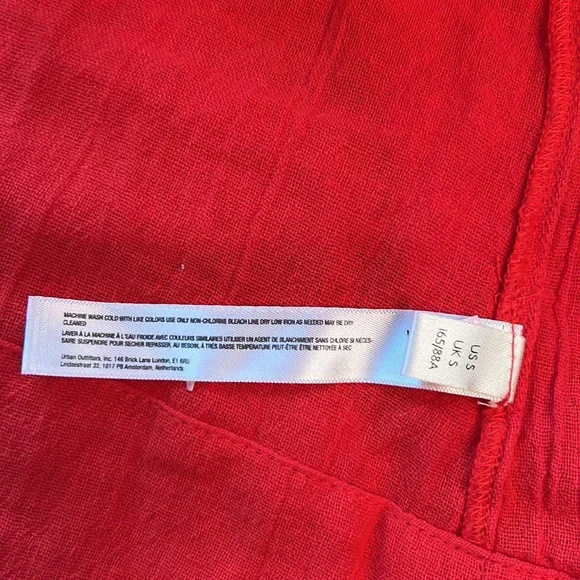 MACHINE WASH COLD WITH LIKE COLORS USE ONLY NON-CHLORINE BLEACH LINE DRY LOW IRON AS NEEDED MAY BE DRY
CLEANED
LAVER À LA MACHINE À L'EAU FROIDE AVEC COULEURS SIMILAIRES UTILISER UN AGENT DE BLANCHIMENT SANS CHLORE SI NÉCES-
SAIRE SUSPENDRE POUR SÉCHER REPASSER, AU BESOIN, À TRÈS BASSE TEMPÉRATURE PEUT-ÊTRE ÊTRE NETTOYÉE À SEC
Urban Outfitters, Inc. 146 Brick Lane London, E1 6RU
Leidsestraat 32, 1017 PB Amsterdam, Netherlands
US S
UK S
165/88A